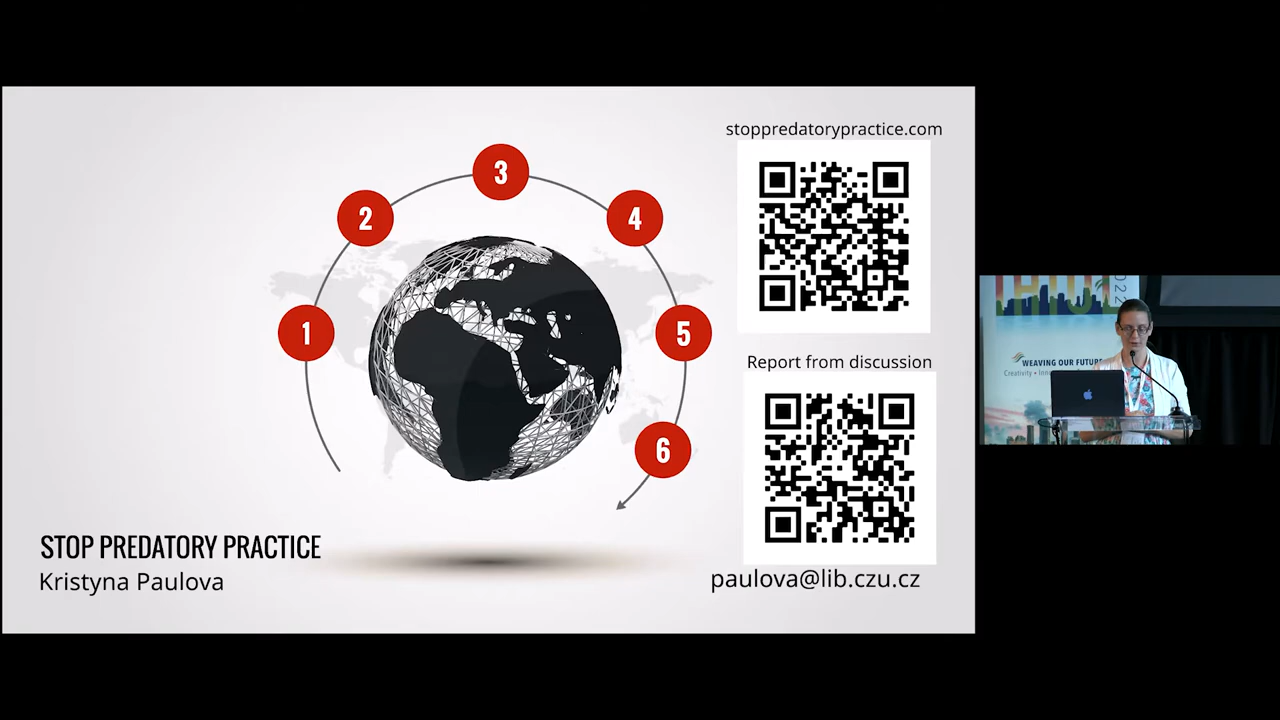 stoppredatorypractice.com
3
2
4
1
5
Report from discussion
6
STOP PREDATORY PRACTICE
Kristyna Paulova
paulova@lib.czu.cz
2022
WEAVING OUR FUTURE